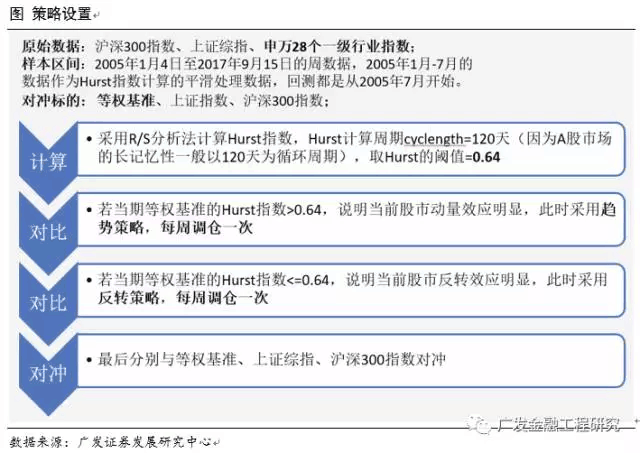 图 策略设置
原始数据：沪深300指数、上证综指、申万28个一级行业指数；
样本区间：2005年1月4日至2017年9月15日的周数据，2005年1月-7月的
数据作为Hurst指数计算的平滑处理数据，回测都是从2005年7月开始。
对冲标的：等权基准、上证指数、沪深300指数；
计算
•采用R/S分析法计算Hurst指数，Hurst计算周期cyclength=120天（因为A股市场
的长记忆性一般以120天为循环周期），取Hurst的阈值=0.64
对比
•若当期等权基准的Hurst指数>0.64，说明当前股市动量效应明显，此时采用趋
势策略，每周调仓一次
对比
•若当期等权基准的Hurst指数<=0.64，说明当前股市反转效应明显，此时采用
反转策略，每周调仓一次
对冲
•最后分别与等权基准、上证综指、沪深300指数对冲
广发金融工程研究
数据来源：广发证券发展研究中心